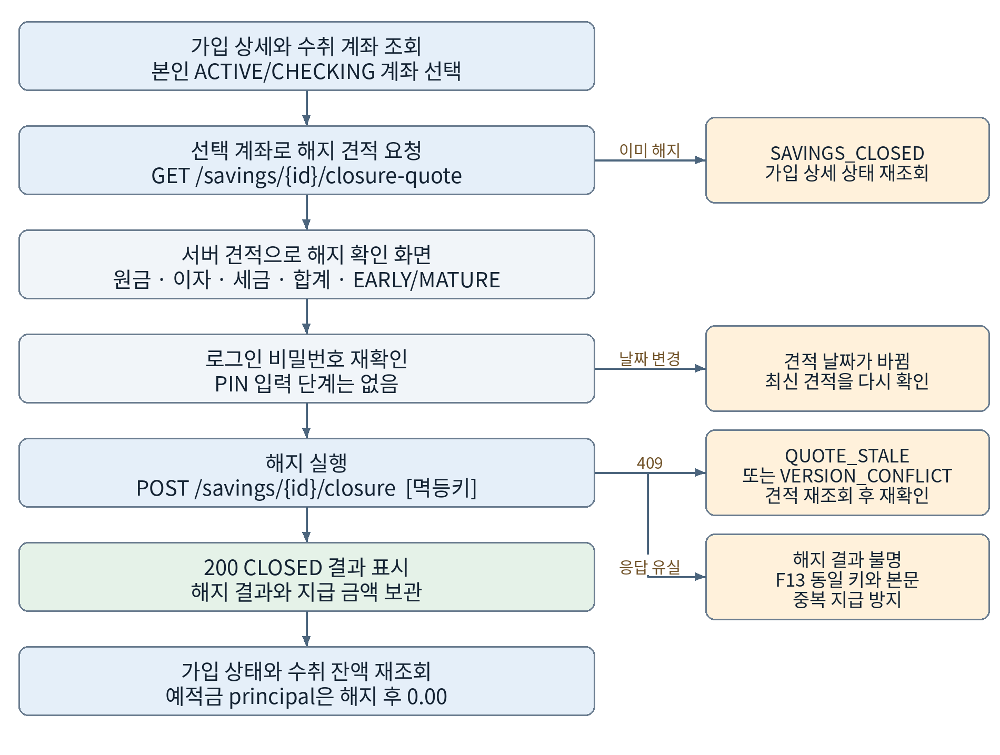 가입 상세와 수취 계좌 조회
본인 ACTIVE/CHECKING 계좌 선택
선택 계좌로 해지 견적 요청
GET /savings/{id}/closure-quote
이미 해지
SAVINGS_CLOSED
가입 상세 상태 재조회
서버 견적으로 해지 확인 화면
원금 · 이자 · 세금 · 합계 · EARLY/MATURE
로그인 비밀번호 재확인
PIN 입력 단계는 없음
날짜 변경
견적 날짜가 바뀜
최신 견적을 다시 확인
해지 실행
POST /savings/{id}/closure [멱등키]
409
QUOTE_STALE
또는 VERSION_CONFLICT
견적 재조회 후 재확인
200 CLOSED 결과 표시
해지 결과와 지급 금액 보관
응답 유실
해지 결과 불명
F13 동일 키와 본문
중복 지급 방지
가입 상태와 수취 잔액 재조회
예적금 principal은 해지 후 0.00